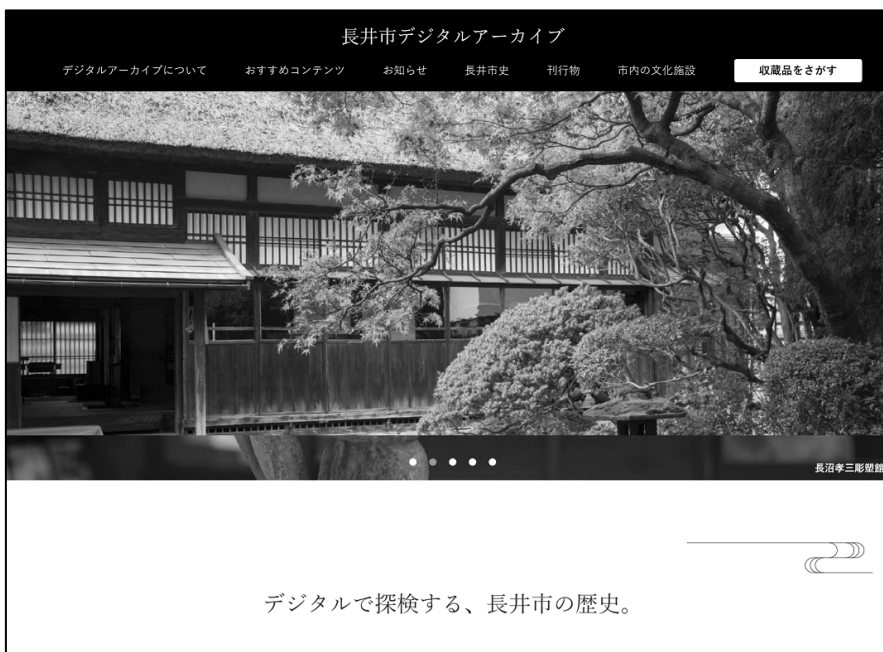 長井市デジタルアーカイブ
デジタルアーカイブについて おすすめコンテンツ お知らせ 長井市史 刊行物 市内の文化施設 収蔵品をさがす
長沼孝三彫塑館
デジタルで探検する、長井市の歴史。